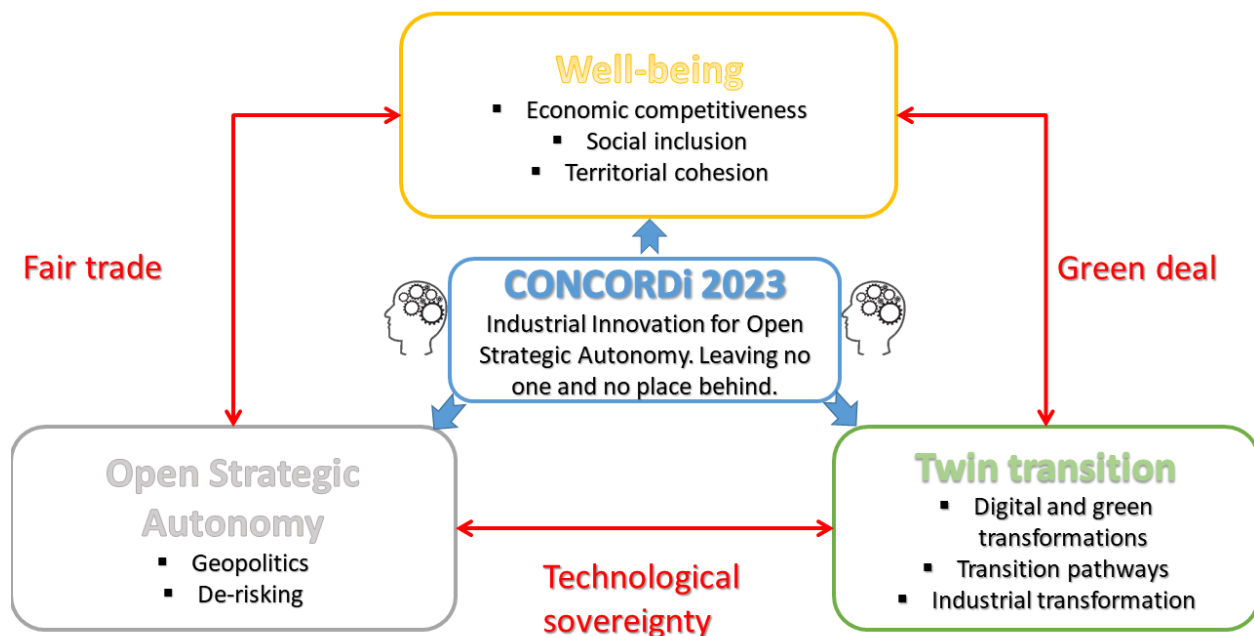 Well-being
▪ Economic competitiveness
▪ Social inclusion
▪ Territorial cohesion
Fair trade
Green deal
CONCORDi 2023
Industrial Innovation for Open
Strategic Autonomy. Leaving no
one and no place behind.
Open Strategic
Autonomy
▪ Geopolitics
▪ De-risking
Technological
sovereignty
Twin transition
▪ Digital and green
transformations
▪ Transition pathways
▪ Industrial transformation